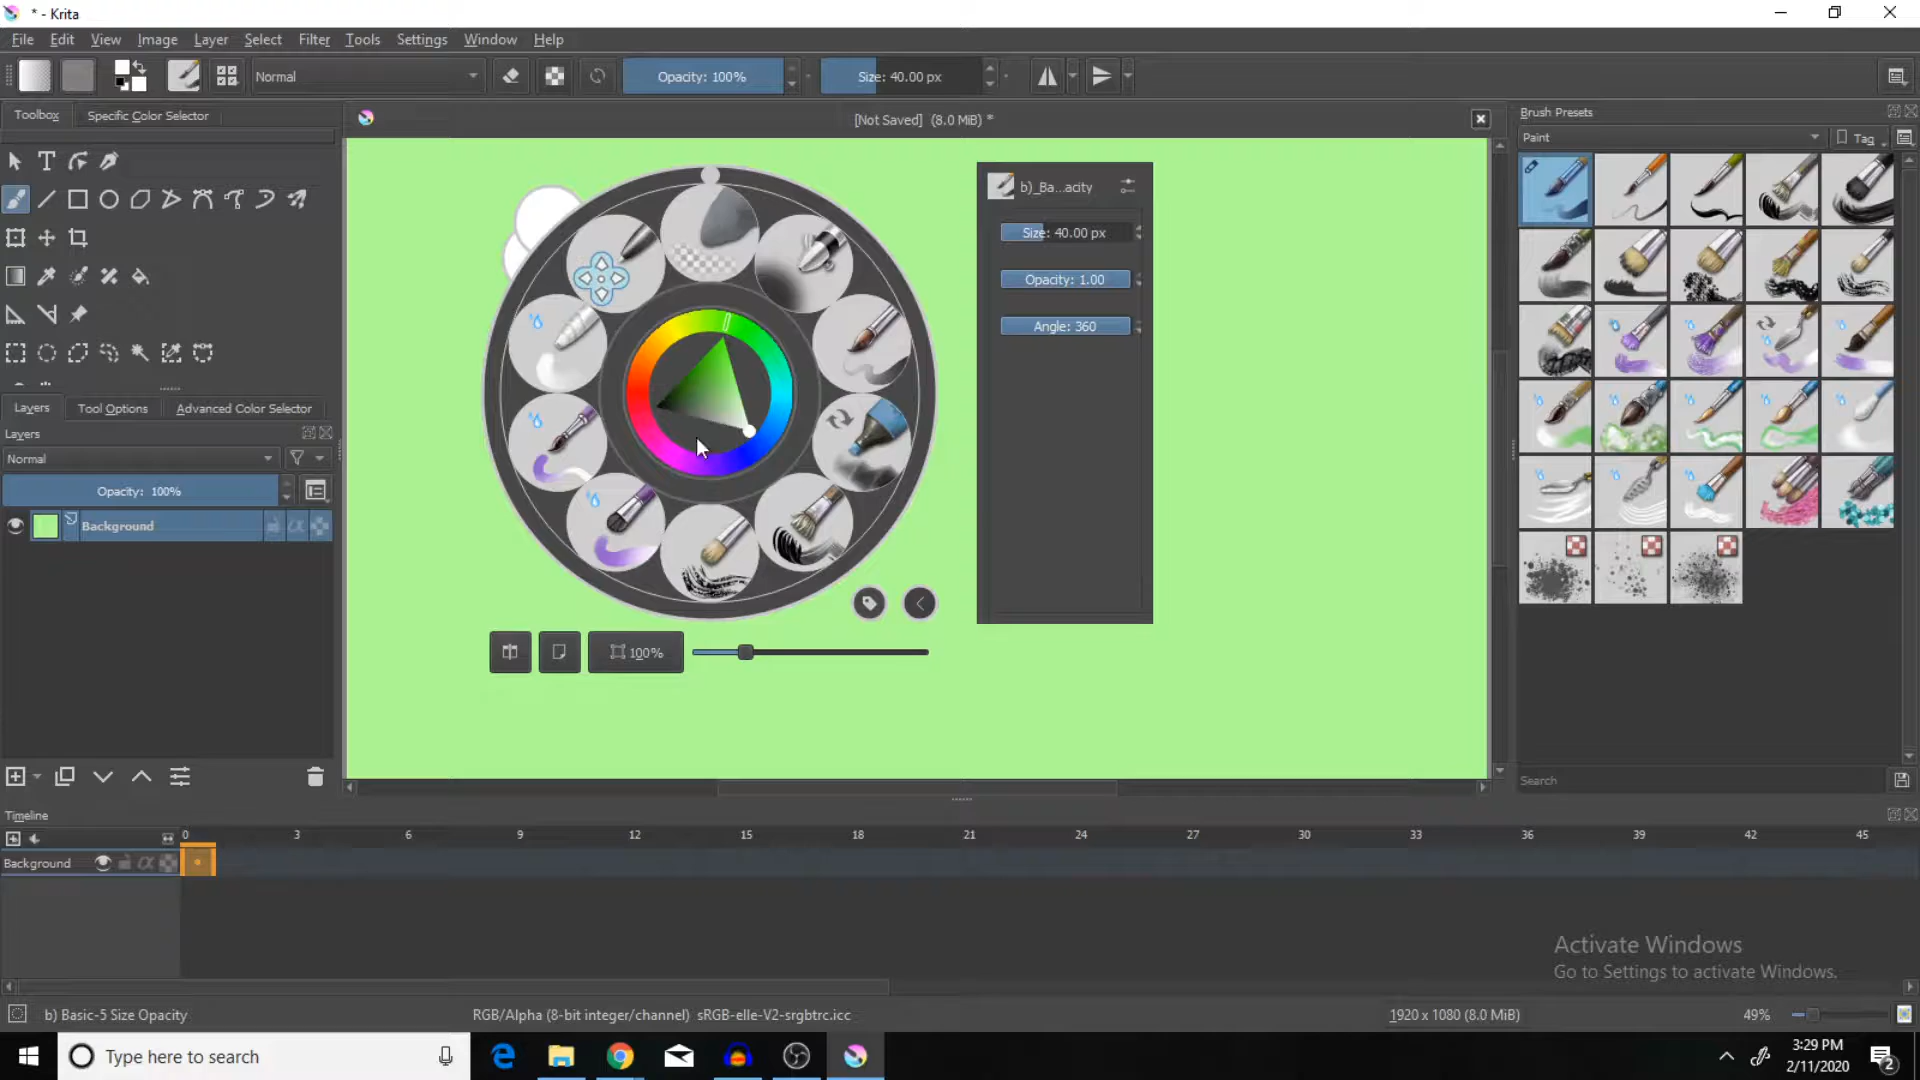 * - Krita
File Edit View Image Layer Select Filter Tools Settings Window Help
Normal
Opacity: 100%
Size: 40.00 px
Toolbox
Specific Color Selector
[Not Saved] (8.0 MiB) *
Brush Presets
Paint
Tag
b)_Ba...acity
Size: 40.00 px
Opacity: 1.00
Angle: 360
100%
Layers
Tool Options
Advanced Color Selector
Layers
Normal
Opacity: 100%
Background
Search
Timeline
0 3 6 9 12 15 18 21 24 27 30 33 36 39 42 45
Background
Activate Windows
Go to Settings to activate Windows.
b) Basic-5 Size Opacity
RGB/Alpha (8-bit integer/channel) sRGB-elle-V2-srgbtrc.icc
1920 x 1080 (8.0 MiB)
49%
Type here to search
3:29 PM
2/11/2020
2